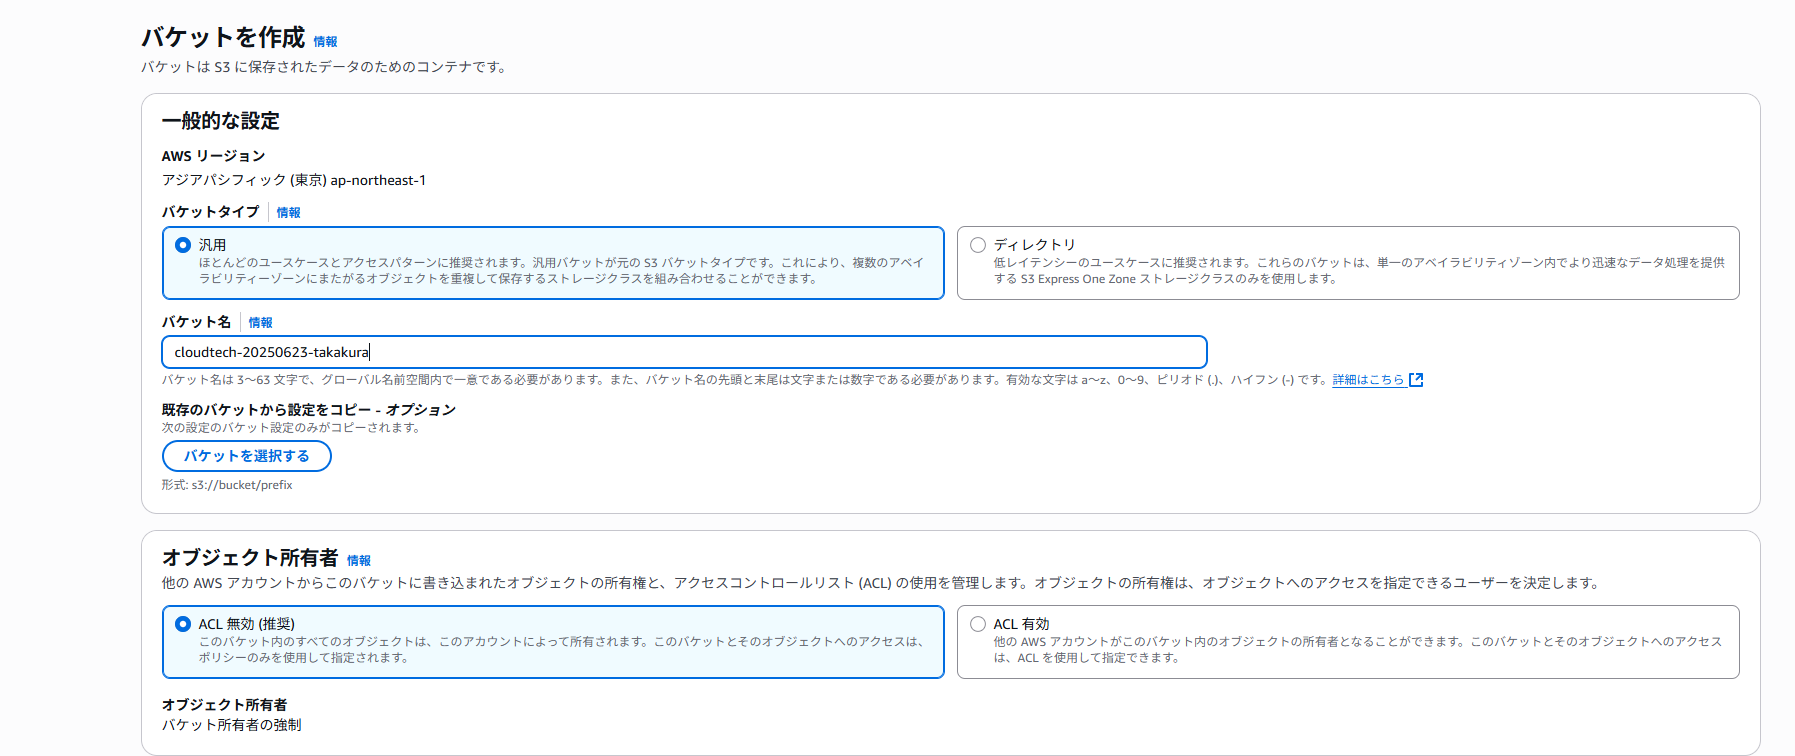 バケットを作成 情報
バケットは S3 に保存されたデータのためのコンテナです。
一般的な設定
AWS リージョン
アジアパシフィック (東京) ap-northeast-1
バケットタイプ 情報
汎用
ほとんどのユースケースとアクセスパターンに推奨されます。汎用バケットが元の S3 バケットタイプです。これにより、複数のアベイ
ラビリティーゾーンにまたがるオブジェクトを重複して保存するストレージクラスを組み合わせることができます。
ディレクトリ
低レイテンシーのユースケースに推奨されます。これらのバケットは、単一のアベイラビリティゾーン内でより迅速なデータ処理を提供
する S3 Express One Zone ストレージクラスのみを使用します。
バケット名 情報
cloudtech-20250623-takakura
バケット名は 3～63 文字で、グローバル名前空間内で一意である必要があります。また、バケット名の先頭と末尾は文字または数字である必要があります。有効な文字は a～z、0～9、ピリオド (.)、ハイフン (-) です。詳細はこちら
既存のバケットから設定をコピー - オプション
次の設定のバケット設定のみがコピーされます。
バケットを選択する
形式: s3://bucket/prefix
オブジェクト所有者 情報
他の AWS アカウントからこのバケットに書き込まれたオブジェクトの所有権と、アクセスコントロールリスト (ACL) の使用を管理します。オブジェクトの所有権は、オブジェクトへのアクセスを指定できるユーザーを決定します。
ACL 無効 (推奨)
このバケット内のすべてのオブジェクトは、このアカウントによって所有されます。このバケットとそのオブジェクトへのアクセスは、
ポリシーのみを使用して指定されます。
ACL 有効
他の AWS アカウントがこのバケット内のオブジェクトの所有者となることができます。このバケットとそのオブジェクトへのアクセス
は、ACL を使用して指定できます。
オブジェクト所有者
バケット所有者の強制